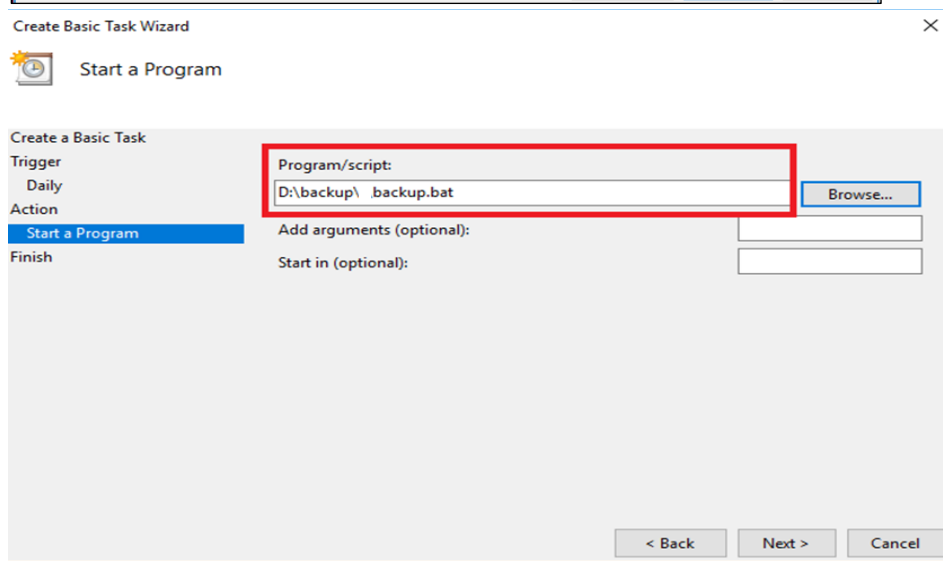 Create Basic Task Wizard
Start a Program
Create a Basic Task
Trigger
Daily
Action
Start a Program
Finish
Program/script:
D:\backup\ .backup.bat
Browse...
Add arguments (optional):
Start in (optional):
< Back
Next >
Cancel